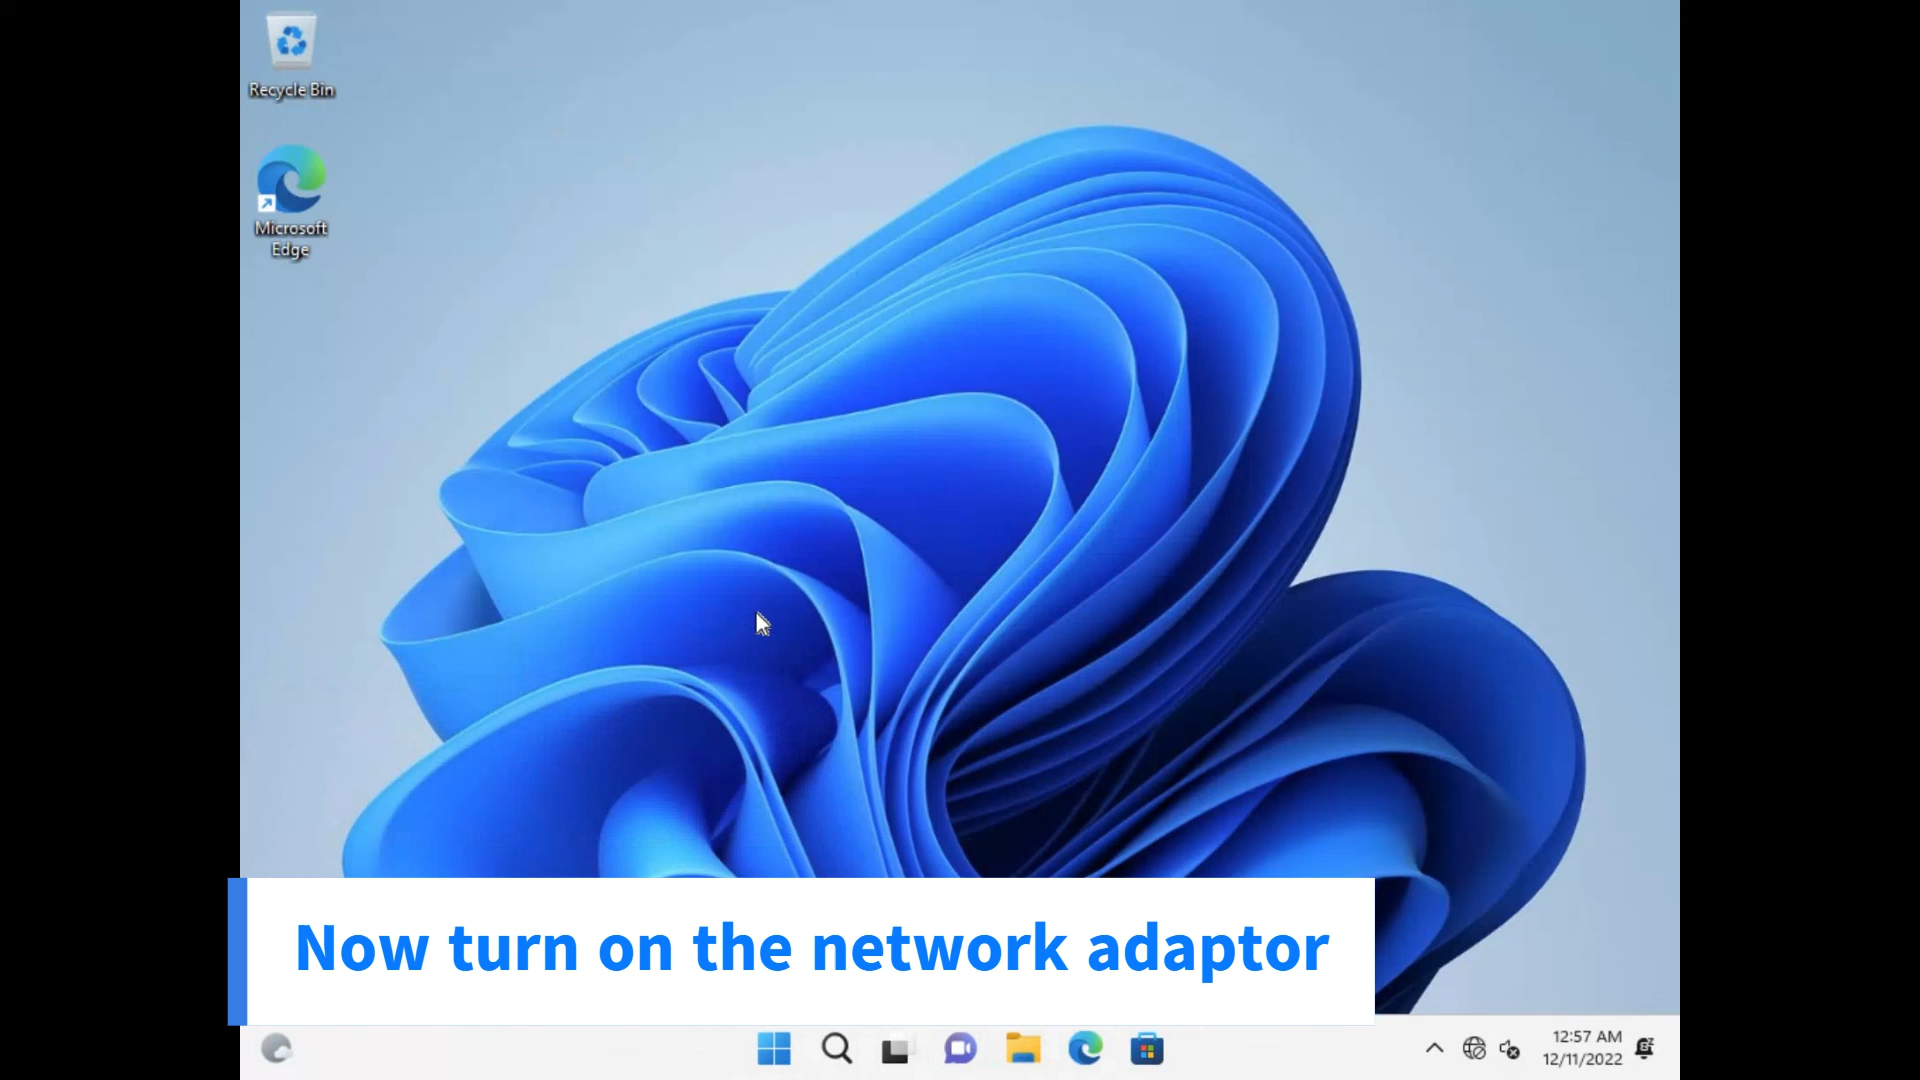 Recycle Bin
Microsoft
Edge
Now turn on the network adaptor
12:57 AM
12/11/2022